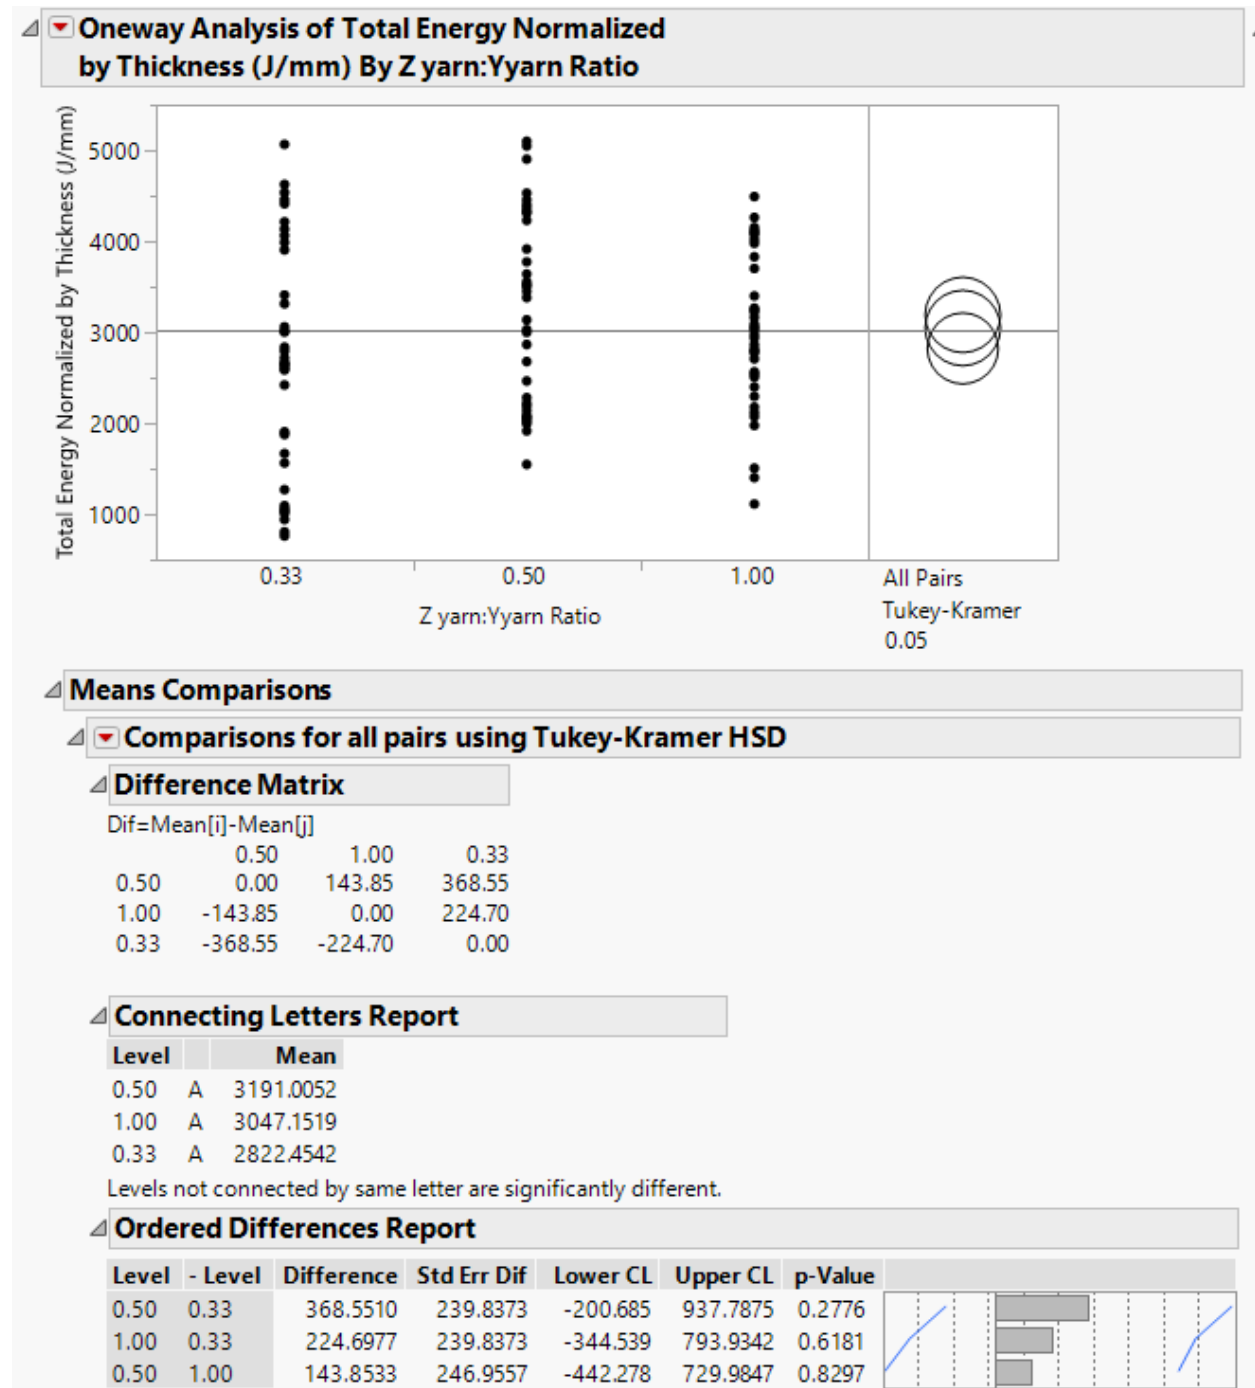 Oneway Analysis of Total Energy Normalized
by Thickness (J/mm) By Z yarn:Yyarn Ratio
Total Energy Normalized by Thickness (J/mm)
5000
4000
3000
2000
1000
0.33 0.50 1.00
Z yarn:Yyarn Ratio
All Pairs
Tukey-Kramer
0.05
Means Comparisons
Comparisons for all pairs using Tukey-Kramer HSD
Difference Matrix
Dif=Mean[i]-Mean[j]
0.50 1.00 0.33
0.50 0.00 143.85 368.55
1.00 -143.85 0.00 224.70
0.33 -368.55 -224.70 0.00
Connecting Letters Report
Level Mean
0.50 A 3191.0052
1.00 A 3047.1519
0.33 A 2822.4542
Levels not connected by same letter are significantly different.
Ordered Differences Report
Level - Level Difference Std Err Dif Lower CL Upper CL p-Value
0.50 0.33 368.5510 239.8373 -200.685 937.7875 0.2776
1.00 0.33 224.6977 239.8373 -344.539 793.9342 0.6181
0.50 1.00 143.8533 246.9557 -442.278 729.9847 0.8297